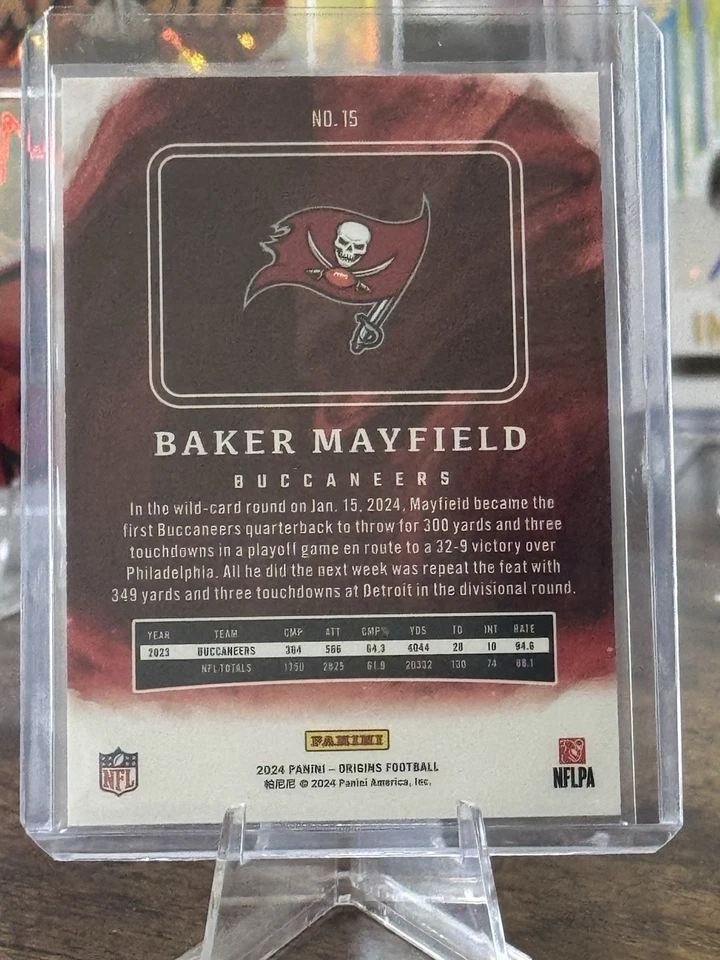 NO. 15
BAKER MAYFIELD
BUCCANEERS
In the wild-card round on Jan. 15, 2024, Mayfield became the
first Buccaneers quarterback to throw for 300 yards and three
touchdowns in a playoff game en route to a 32-9 victory over
Philadelphia. All he did the next week was repeat the feat with
349 yards and three touchdowns at Detroit in the divisional round.
YEAR TEAM CMP ATT CMP% YDS TD INT RATE
2023 BUCCANEERS 364 566 64.3 4044 28 10 94.6
NFL TOTALS 1750 2825 61.9 20332 130 74 88.1
PANINI
2024 PANINI – ORIGINS FOOTBALL
帕尼尼 © 2024 Panini America, Inc.
NFL
NFLPA